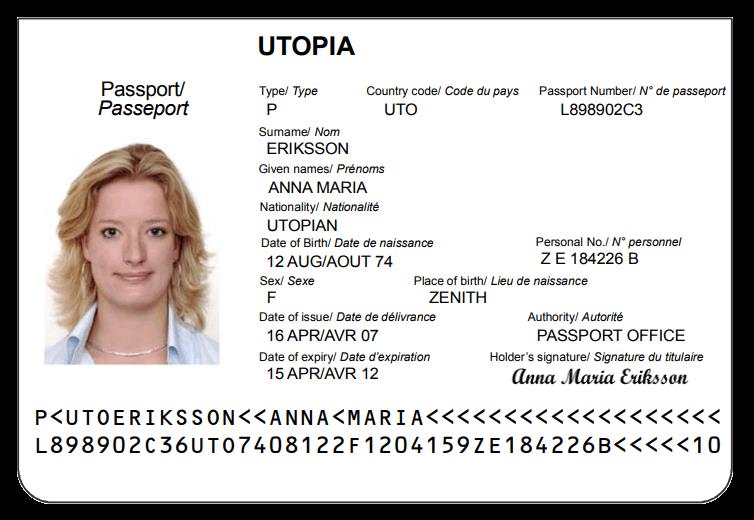 UTOPIA
Passport/
Passeport
Type/ Type Country code/ Code du pays Passport Number/ N° de passeport
P UTO L898902C3
Surname/ Nom
ERIKSSON
Given names/ Prénoms
ANNA MARIA
Nationality/ Nationalité
UTOPIAN
Date of Birth/ Date de naissance Personal No./ N° personnel
12 AUG/AOUT 74 Z E 184226 B
Sex/ Sexe Place of birth/ Lieu de naissance
F ZENITH
Date of issue/ Date de délivrance Authority/ Autorité
16 APR/AVR 07 PASSPORT OFFICE
Date of expiry/ Date d'expiration Holder's signature/ Signature du titulaire
15 APR/AVR 12 Anna Maria Eriksson
P<UTOERIKSSON<<ANNA<MARIA<<<<<<<<<<<<<<<<<<<
L898902C36UTO7408122F1204159ZE184226B<<<<<10